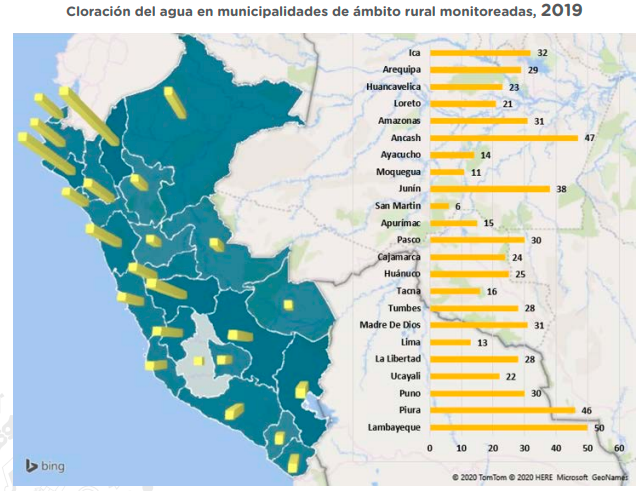 Cloración del agua en municipalidades de ámbito rural monitoreadas, 2019
Ica 32
Arequipa 29
Huancavelica 23
Loreto 21
Amazonas 31
Ancash 47
Ayacucho 14
Moquegua 11
Junín 38
San Martin 6
Apurímac 15
Pasco 30
Cajamarca 24
Huánuco 25
Tacna 16
Tumbes 28
Madre De Dios 31
Lima 13
La Libertad 28
Ucayali 22
Puno 30
Piura 46
Lambayeque 50
0 10 20 30 40 50 60
bing
© 2020 TomTom © 2020 HERE Microsoft GeoNames